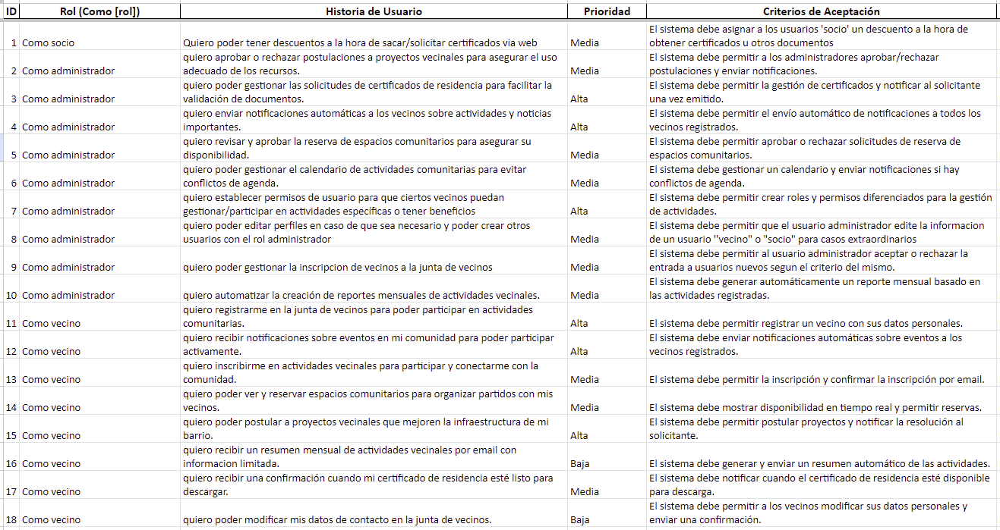 ID Rol (Como [rol]) Historia de Usuario Prioridad Criterios de Aceptación
El sistema debe asignar a los usuarios 'socio' un descuento a la hora de
1 Como socio Quiero poder tener descuentos a la hora de sacar/solicitar certificados via web Media obtener certificados u otros documentos
quiero aprobar o rechazar postulaciones a proyectos vecinales para asegurar el uso El sistema debe permitir a los administradores aprobar/rechazar
2 Como administrador adecuado de los recursos. Media postulaciones y enviar notificaciones.
quiero poder gestionar las solicitudes de certificados de residencia para facilitar la El sistema debe permitir la gestión de certificados y notificar al solicitante
3 Como administrador validación de documentos. Alta una vez emitido.
quiero enviar notificaciones automáticas a los vecinos sobre actividades y noticias El sistema debe permitir el envío automático de notificaciones a todos los
4 Como administrador importantes. Alta vecinos registrados.
quiero revisar y aprobar la reserva de espacios comunitarios para asegurar su El sistema debe permitir aprobar o rechazar solicitudes de reserva de
5 Como administrador disponibilidad. Media espacios comunitarios.
quiero poder gestionar el calendario de actividades comunitarias para evitar El sistema debe gestionar un calendario y enviar notificaciones si hay
6 Como administrador conflictos de agenda. Media conflictos de agenda.
quiero establecer permisos de usuario para que ciertos vecinos puedan El sistema debe permitir crear roles y permisos diferenciados para la gestión
7 Como administrador gestionar/participar en actividades específicas o tener beneficios Alta de actividades.
quiero poder editar perfiles en caso de que sea necesario y poder crear otros El sistema debe permitir que el usuario administrador edite la informacion
8 Como administrador usuarios con el rol administrador Media de un usuario "vecino" o "socio" para casos extraordinarios
El sistema debe permitir al usuario administrador aceptar o rechazar la
9 Como administrador quiero poder gestionar la inscripcion de vecinos a la junta de vecinos Media entrada a usuarios nuevos segun el criterio del mismo.
El sistema debe generar automáticamente un reporte mensual basado en
10 Como administrador quiero automatizar la creación de reportes mensuales de actividades vecinales. Media las actividades registradas.
quiero registrarme en la junta de vecinos para poder participar en actividades
11 Como vecino comunitarias. Alta El sistema debe permitir registrar un vecino con sus datos personales.
quiero recibir notificaciones sobre eventos en mi comunidad para poder participar El sistema debe enviar notificaciones automáticas sobre eventos a los
12 Como vecino activamente. Alta vecinos registrados.
quiero inscribirme en actividades vecinales para participar y conectarme con la
13 Como vecino comunidad. Media El sistema debe permitir la inscripción y confirmar la inscripción por email.
quiero poder ver y reservar espacios comunitarios para organizar partidos con mis
14 Como vecino vecinos. Media El sistema debe mostrar disponibilidad en tiempo real y permitir reservas.
quiero poder postular a proyectos vecinales que mejoren la infraestructura de mi El sistema debe permitir postular proyectos y notificar la resolución al
15 Como vecino barrio. Alta solicitante.
quiero recibir un resumen mensual de actividades vecinales por email con
16 Como vecino informacion limitada. Baja El sistema debe generar y enviar un resumen automático de las actividades.
quiero recibir una confirmación cuando mi certificado de residencia esté listo para El sistema debe notificar cuando el certificado de residencia esté disponible
17 Como vecino descargar. Media para descarga.
El sistema debe permitir a los vecinos modificar sus datos personales y
18 Como vecino quiero poder modificar mis datos de contacto en la junta de vecinos. Baja enviar una confirmación.